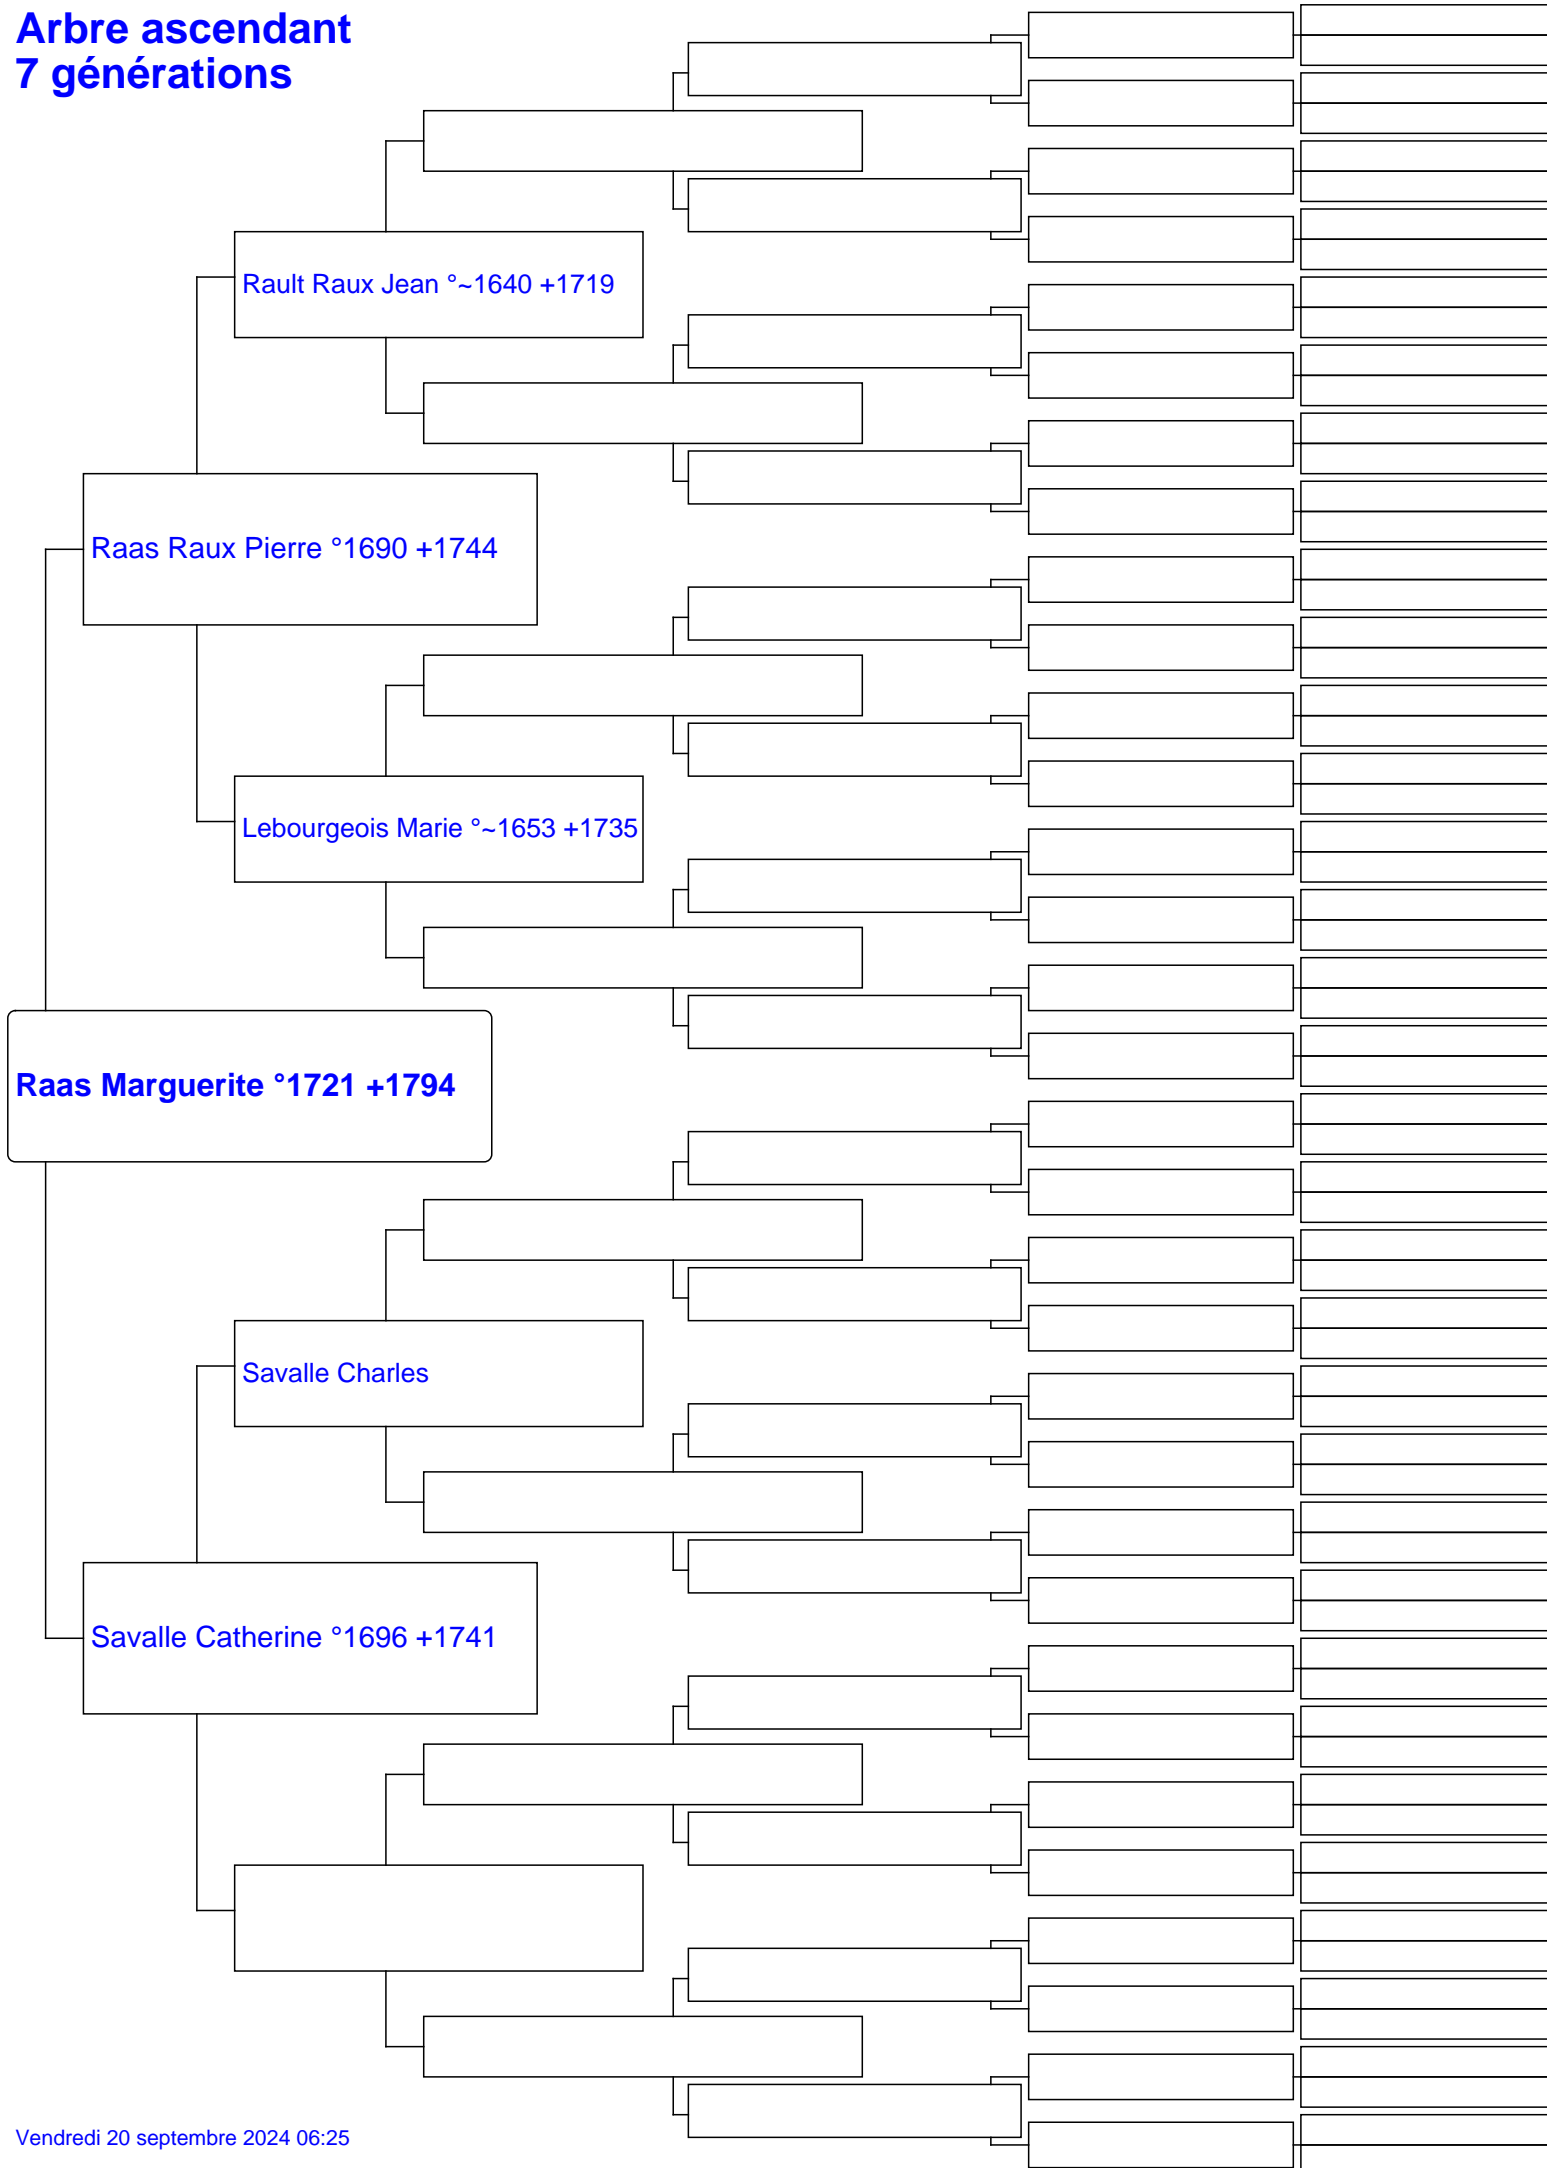 Arbre ascendant
7 générations
Rault Raux Jean °~1640 +1719
Raas Raux Pierre °1690 +1744
Lebourgeois Marie °~1653 +1735
Raas Marguerite °1721 +1794
Savalle Charles
Savalle Catherine °1696 +1741
Vendredi 20 septembre 2024 06:25